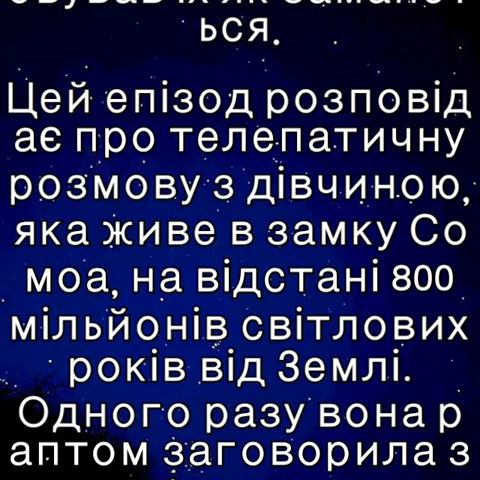 ься.
Цей епізод розповід
ає про телепатичну
розмову з дівчиною,
яка живе в замку Со
моа, на відстані 800
мільйонів світлових
років від Землі.
Одного разу вона р
аптом заговорила з